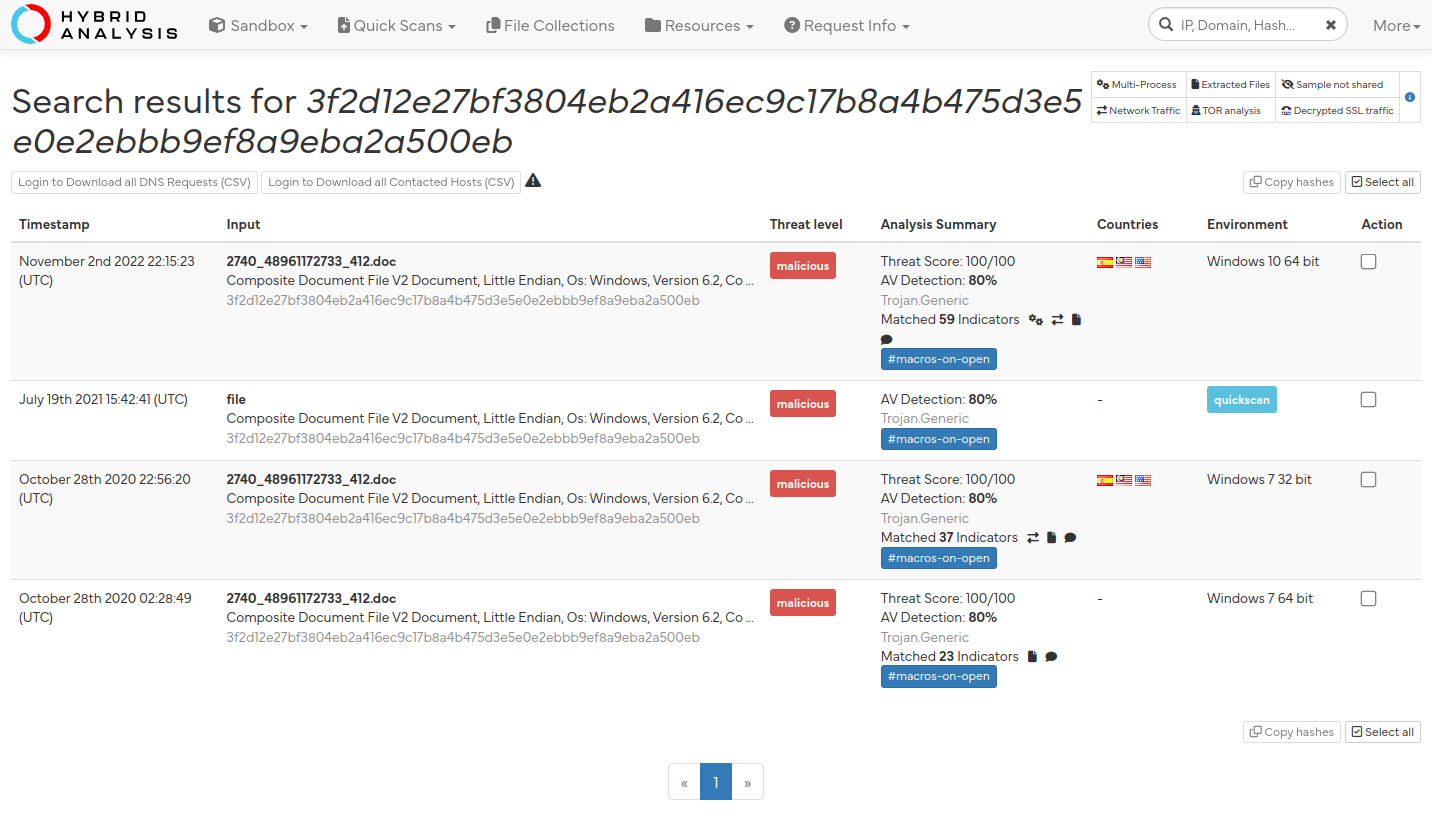 HYBRID ANALYSIS
Sandbox Quick Scans File Collections Resources Request Info IP, Domain, Hash... More
Search results for 3f2d12e27bf3804eb2a416ec9c17b8a4b475d3e5
e0e2ebbb9ef8a9eba2a500eb
Multi-Process Extracted Files Sample not shared
Network Traffic TOR analysis Decrypted SSL traffic
Login to Download all DNS Requests (CSV) Login to Download all Contacted Hosts (CSV) Copy hashes Select all
Timestamp Input Threat level Analysis Summary Countries Environment Action
November 2nd 2022 22:15:23 2740_48961172733_412.doc malicious Threat Score: 100/100 Windows 10 64 bit
(UTC) Composite Document File V2 Document, Little Endian, Os: Windows, Version 6.2, Co ... AV Detection: 80%
3f2d12e27bf3804eb2a416ec9c17b8a4b475d3e5e0e2ebbb9ef8a9eba2a500eb Trojan.Generic
Matched 59 Indicators
#macros-on-open
July 19th 2021 15:42:41 (UTC) file malicious AV Detection: 80% - quickscan
Composite Document File V2 Document, Little Endian, Os: Windows, Version 6.2, Co ... Trojan.Generic
3f2d12e27bf3804eb2a416ec9c17b8a4b475d3e5e0e2ebbb9ef8a9eba2a500eb #macros-on-open
October 28th 2020 22:56:20 2740_48961172733_412.doc malicious Threat Score: 100/100 Windows 7 32 bit
(UTC) Composite Document File V2 Document, Little Endian, Os: Windows, Version 6.2, Co ... AV Detection: 80%
3f2d12e27bf3804eb2a416ec9c17b8a4b475d3e5e0e2ebbb9ef8a9eba2a500eb Trojan.Generic
Matched 37 Indicators
#macros-on-open
October 28th 2020 02:28:49 2740_48961172733_412.doc malicious Threat Score: 100/100 - Windows 7 64 bit
(UTC) Composite Document File V2 Document, Little Endian, Os: Windows, Version 6.2, Co ... AV Detection: 80%
3f2d12e27bf3804eb2a416ec9c17b8a4b475d3e5e0e2ebbb9ef8a9eba2a500eb Trojan.Generic
Matched 23 Indicators
#macros-on-open
Copy hashes Select all
« 1 »